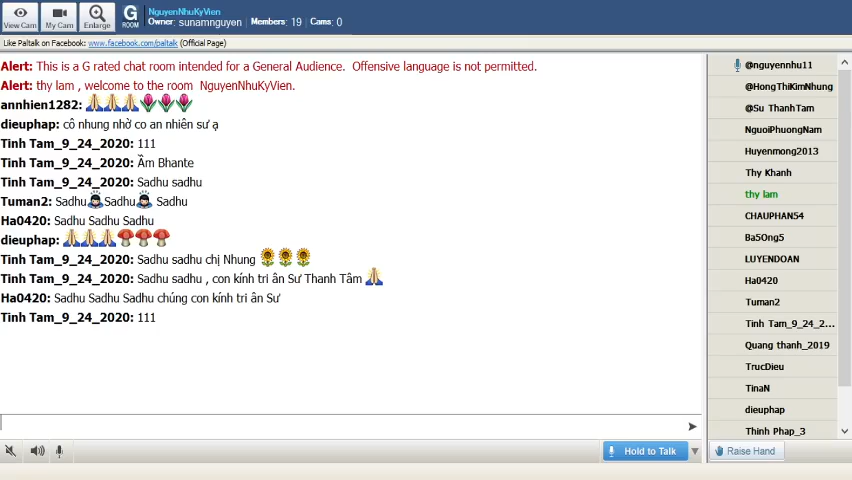 View Cam
My Cam
Enlarge
G
ROOM
NguyenNhuKyVien
Owner: sunamnguyen Members: 19 Cams: 0
Like Paltalk on Facebook: www.facebook.com/paltalk (Official Page)
Alert: This is a G rated chat room intended for a General Audience. Offensive language is not permitted.
Alert: thy lam , welcome to the room NguyenNhuKyVien.
annhien1282:
dieuphap: cô nhung nhờ co an nhiên sư ạ
Tinh Tam_9_24_2020: 111
Tinh Tam_9_24_2020: Ầm Bhante
Tinh Tam_9_24_2020: Sadhu sadhu
Tuman2: Sadhu Sadhu Sadhu
Ha0420: Sadhu Sadhu Sadhu
dieuphap:
Tinh Tam_9_24_2020: Sadhu sadhu chị Nhung
Tinh Tam_9_24_2020: Sadhu sadhu , con kính tri ân Sư Thanh Tâm
Ha0420: Sadhu Sadhu Sadhu chúng con kính tri ân Sư
Tinh Tam_9_24_2020: 111
@nguyennhu11
@HongThiKimNhung
@Su ThanhTam
NguoiPhuongNam
Huyenmong2013
Thy Khanh
thy lam
CHAUPHAN54
Ba5Ong5
LUYENDOAN
Ha0420
Tuman2
Tinh Tam_9_24_2...
Quang thanh_2019
TrucDieu
TinaN
dieuphap
Thinh Phap_3
Hold to Talk
Raise Hand